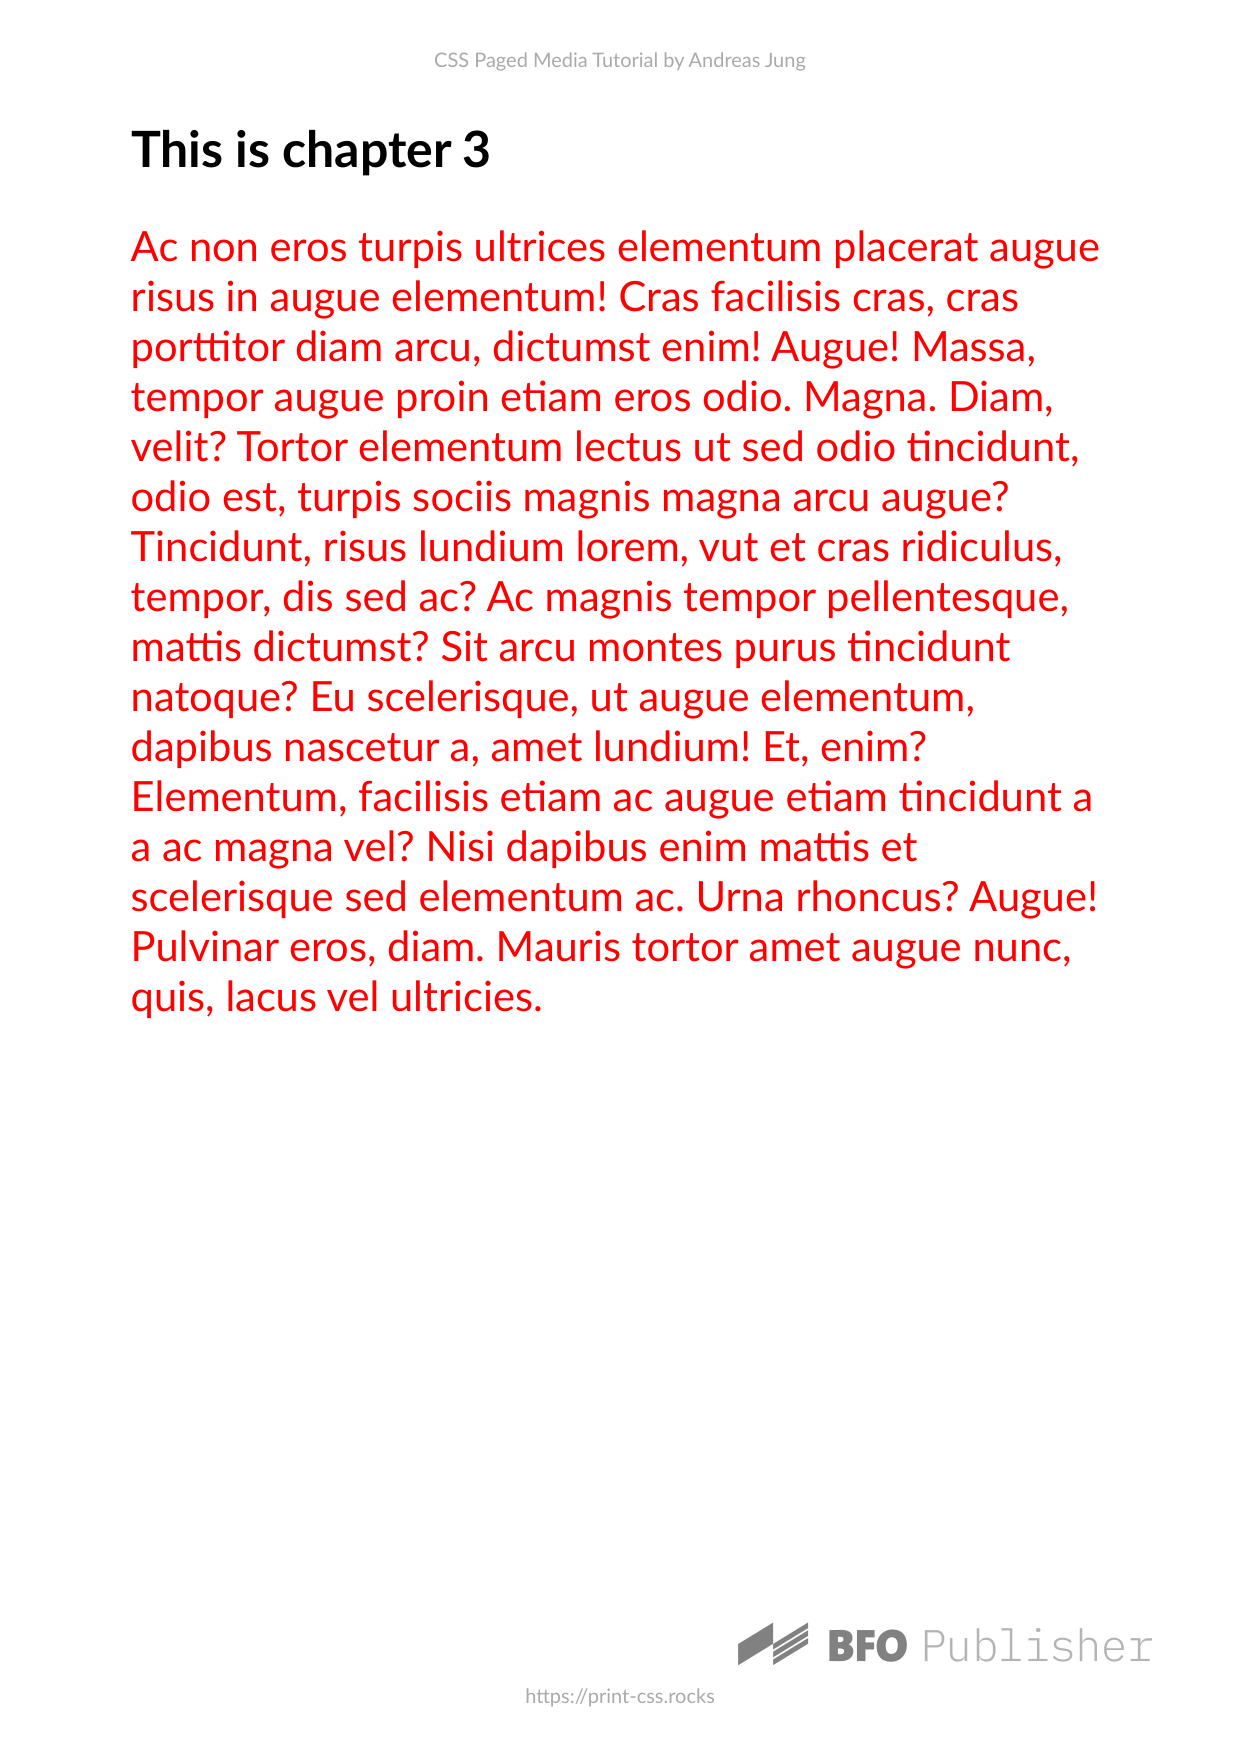 CSS Paged Media Tutorial by Andreas Jung
This is chapter 3
Ac non eros turpis ultrices elementum placerat augue
risus in augue elementum! Cras facilisis cras, cras
porttitor diam arcu, dictumst enim! Augue! Massa,
tempor augue proin etiam eros odio. Magna. Diam,
velit? Tortor elementum lectus ut sed odio tincidunt,
odio est, turpis sociis magnis magna arcu augue?
Tincidunt, risus lundium lorem, vut et cras ridiculus,
tempor, dis sed ac? Ac magnis tempor pellentesque,
mattis dictumst? Sit arcu montes purus tincidunt
natoque? Eu scelerisque, ut augue elementum,
dapibus nascetur a, amet lundium! Et, enim?
Elementum, facilisis etiam ac augue etiam tincidunt a
a ac magna vel? Nisi dapibus enim mattis et
scelerisque sed elementum ac. Urna rhoncus? Augue!
Pulvinar eros, diam. Mauris tortor amet augue nunc,
quis, lacus vel ultricies.
BFO Publisher
https://print-css.rocks